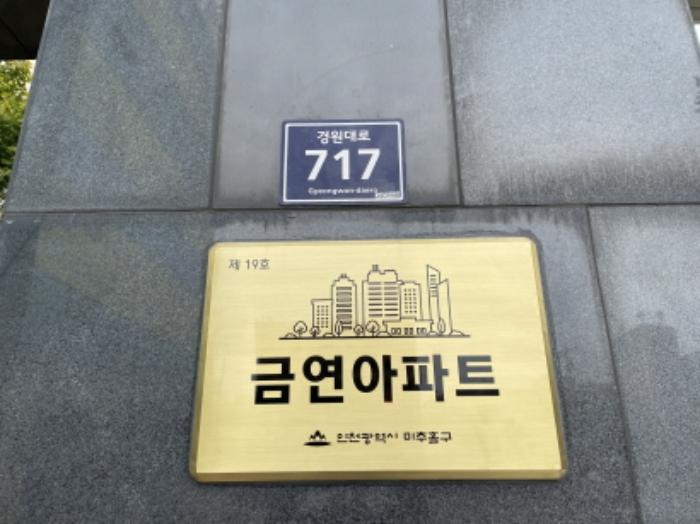 경원대로
717
Gyeongwon-daero
제 19호
금연아파트
인천광역시 미추홀구